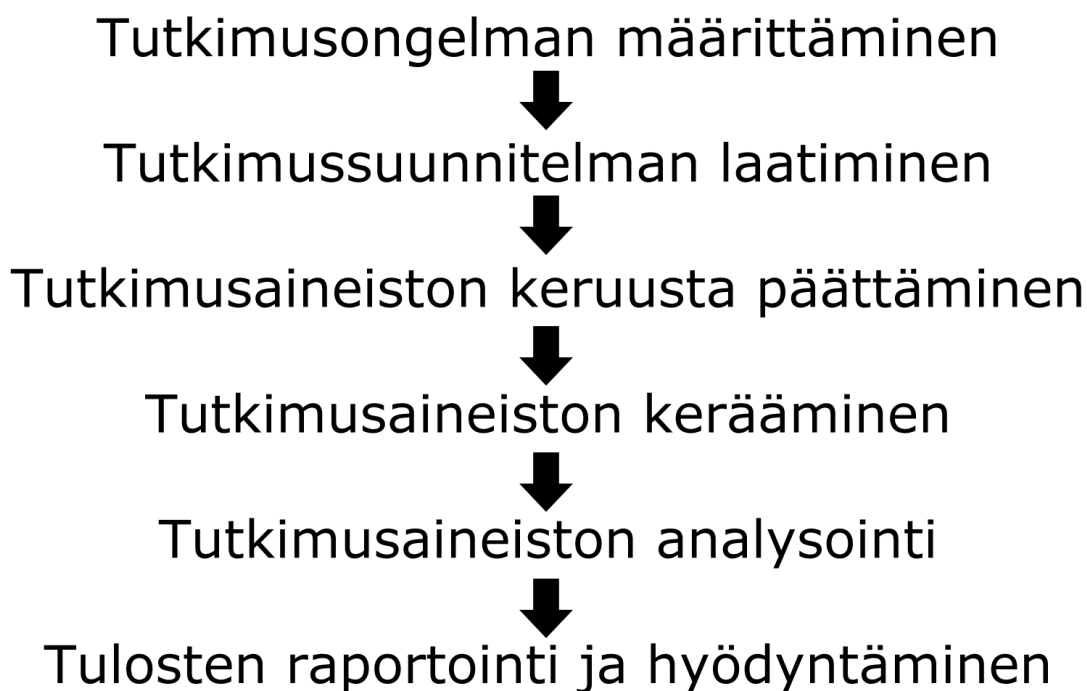 Tutkimusongelman määrittäminen
Tutkimussuunnitelman laatiminen
Tutkimusaineiston keruusta päättäminen
Tutkimusaineiston kerääminen
Tutkimusaineiston analysointi
Tulosten raportointi ja hyödyntäminen